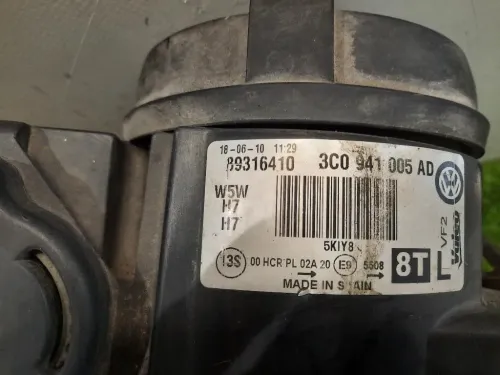 18-06-10 11:29
89316410 3C0 941 005 AD
W5W
H7
H7
5KIY8
13S 00 HCR PL 02A 20 E9 5508
8T L
VF2
Valeo
MADE IN SPAIN